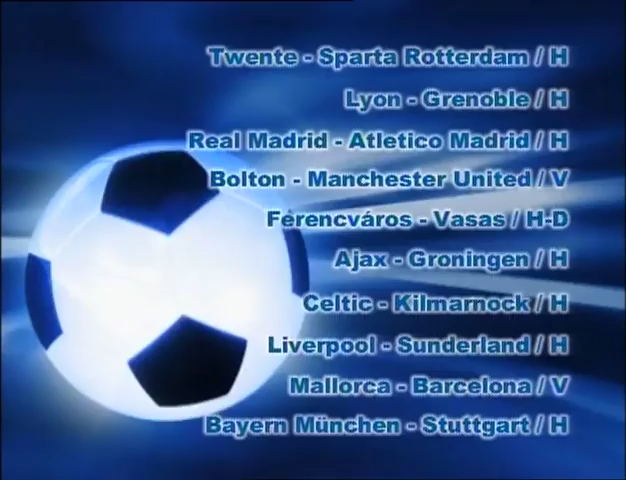 Twente - Sparta Rotterdam / H
Lyon - Grenoble / H
Real Madrid - Atletico Madrid / H
Bolton - Manchester United / V
Ferencváros - Vasas / H-D
Ajax - Groningen / H
Celtic - Kilmarnock / H
Liverpool - Sunderland / H
Mallorca - Barcelona / V
Bayern München - Stuttgart / H